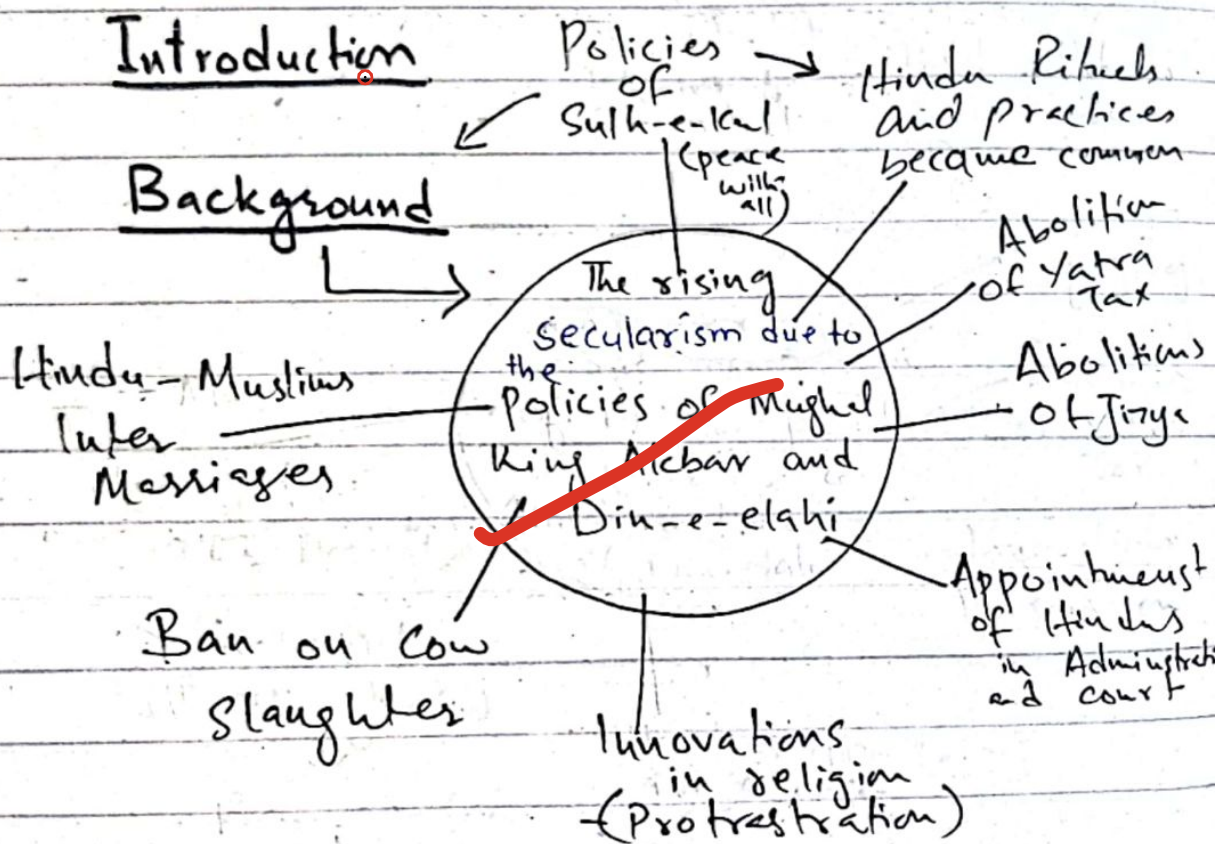 Introduction
Policies
of
Sulh-e-Kul
(peace
with
all)
Hindu Rituels
and practices
became common
Background
Abolition
of Yatra
Tax
The rising
secularism due to
the
policies of Mughal
King Akbar and
Din-e-elahi
Hindu-Muslims
Inter
Marriages
Abolitions
of Jizya
Appointment
of Hindus
in
and court
Ban on Cow
Slaughter
Innovations
in religion
(Protrastration)